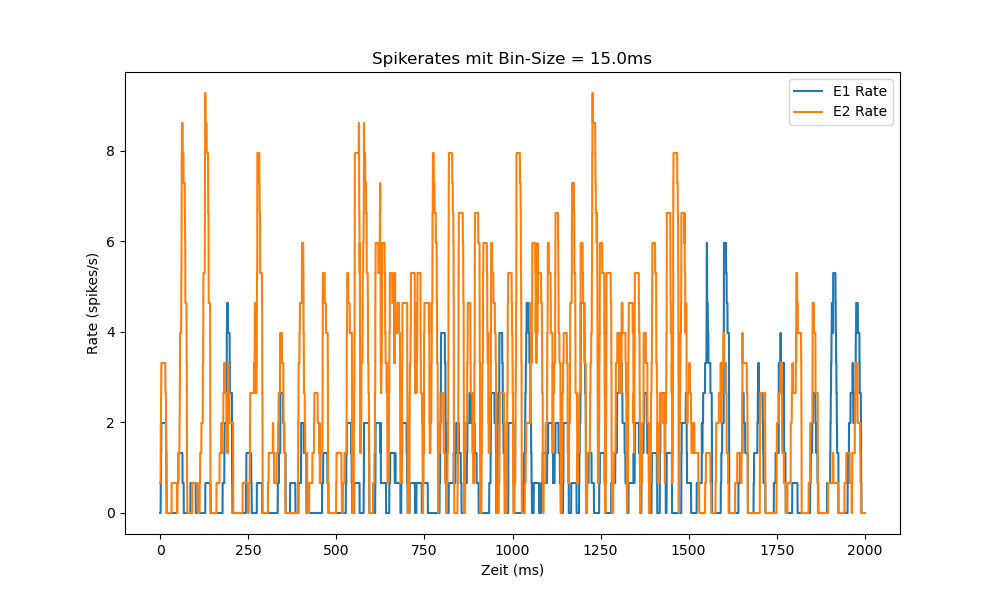 Spikerates mit Bin-Size = 15.0ms
E1 Rate
E2 Rate
Rate (spikes/s)
8
6
4
2
0
0 250 500 750 1000 1250 1500 1750 2000
Zeit (ms)